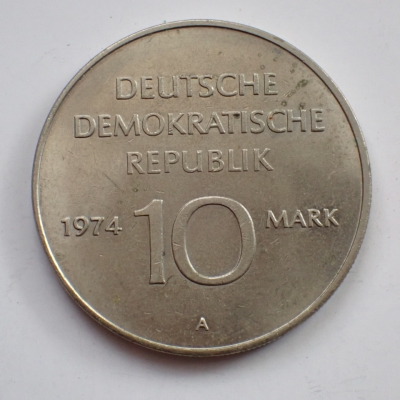 DEUTSCHE
DEMOKRATISCHE
REPUBLIK
1974 10 MARK
A